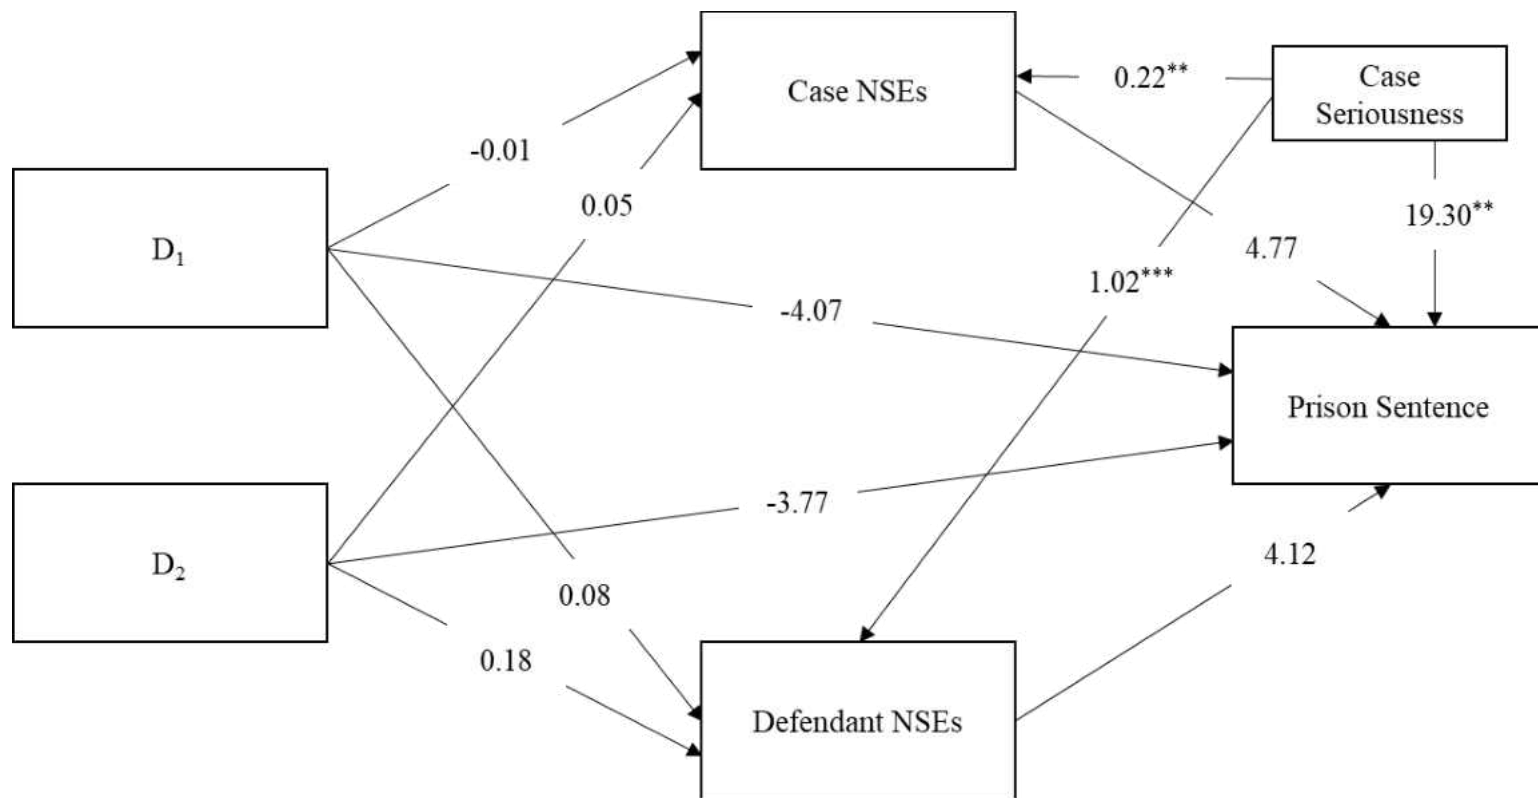 Case NSEs
0.22**
Case
Seriousness
-0.01
0.05
19.30**
D₁
4.77
1.02***
-4.07
Prison Sentence
-3.77
D₂
4.12
0.08
0.18
Defendant NSEs